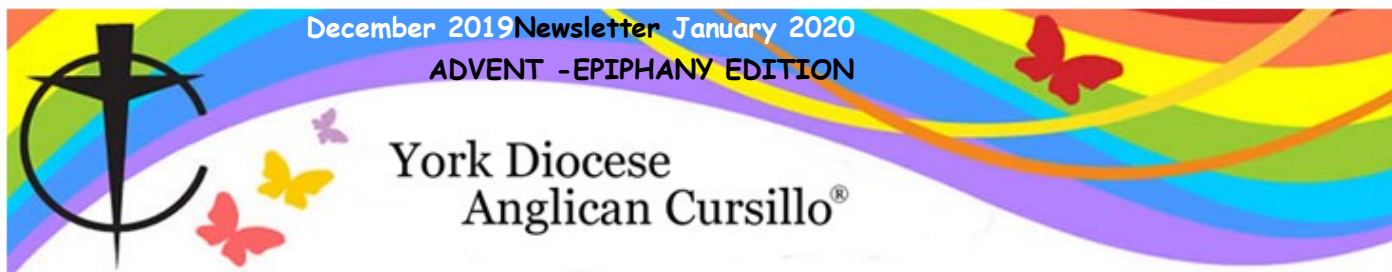 December 2019Newsletter January 2020
ADVENT -EPIPHANY EDITION
York Diocese
Anglican Cursillo®